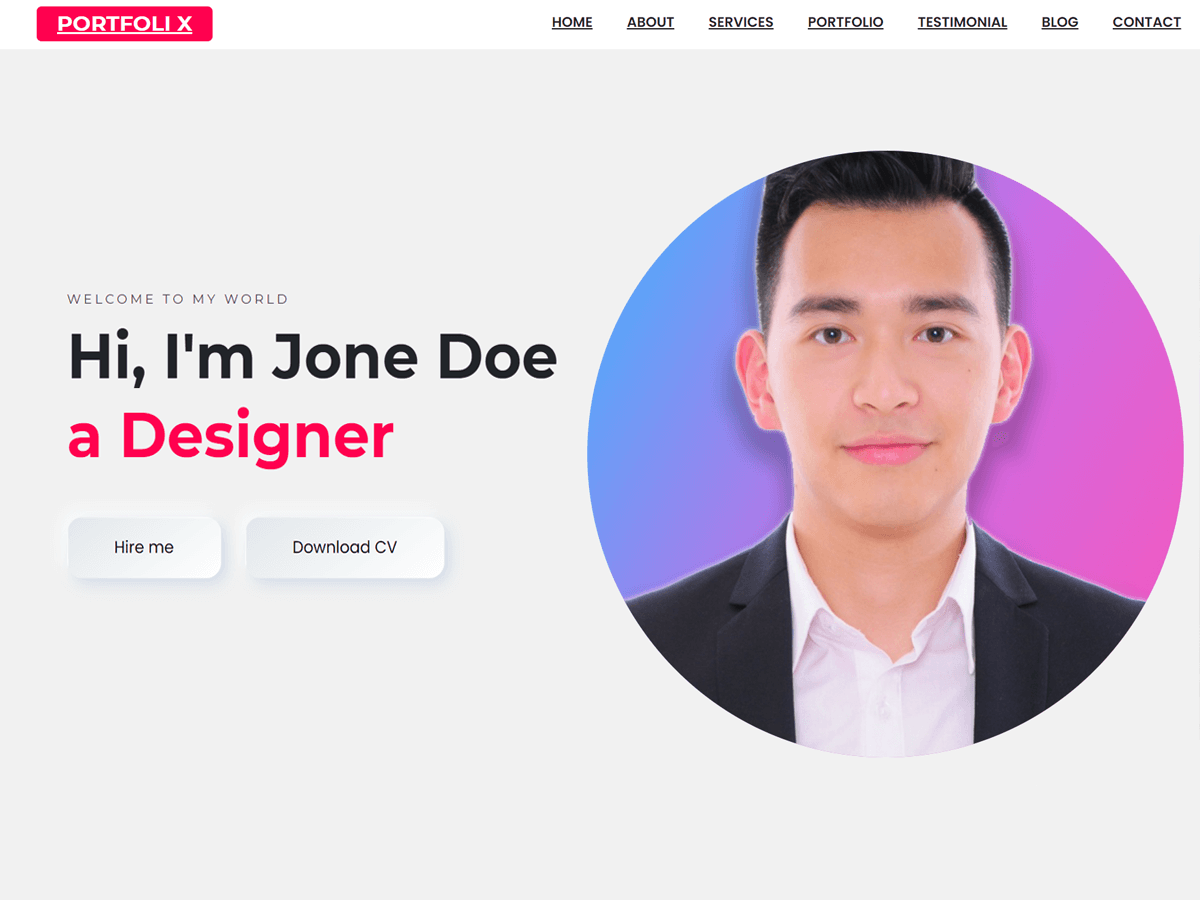 PORTFOLI X
HOME ABOUT SERVICES PORTFOLIO TESTIMONIAL BLOG CONTACT
WELCOME TO MY WORLD
Hi, I'm Jone Doe
a Designer
Hire me Download CV